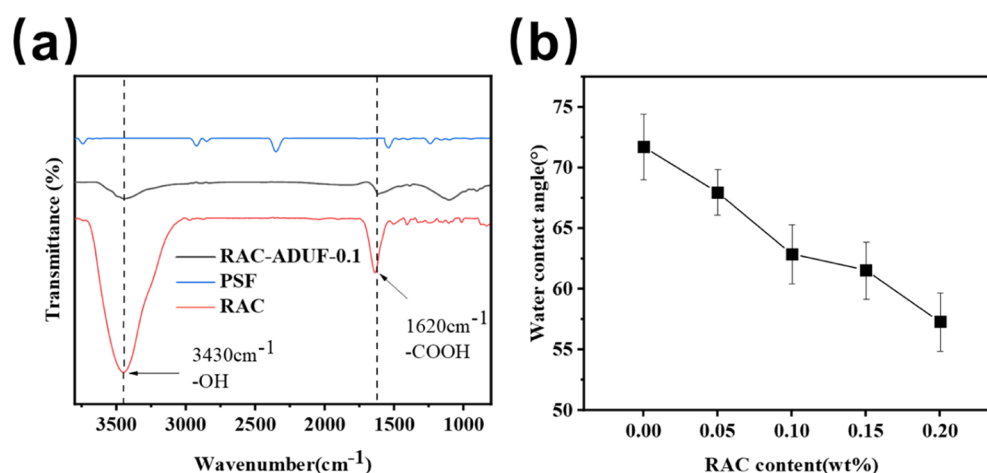 (a)
Transmittance (%)
RAC-ADUF-0.1
PSF
RAC
3430cm⁻¹
-OH
1620cm⁻¹
-COOH
3500 3000 2500 2000 1500 1000
Wavenumber(cm⁻¹)
(b)
Water contact angle(°)
75
70
65
60
55
50
0.00 0.05 0.10 0.15 0.20
RAC content(wt%)